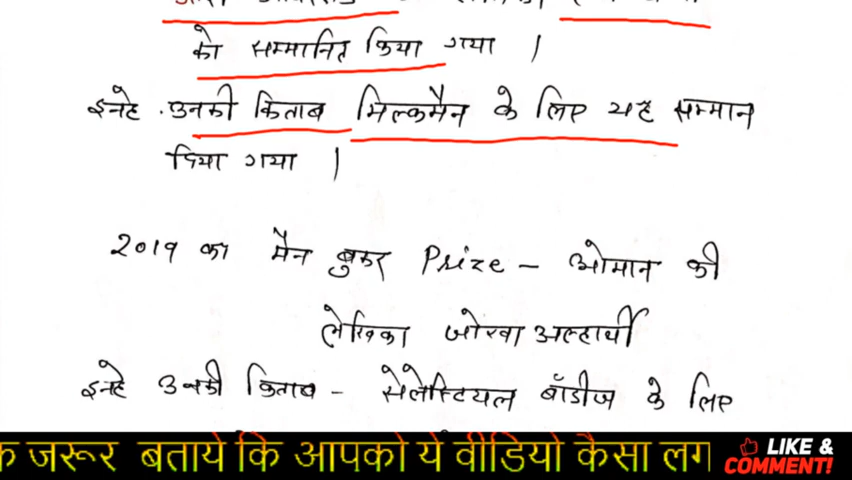 को सम्मानित किया गया |
इन्हे . उनकी किताब मिल्कमैन के लिए यह सम्मान
दिया गया |
2019 का मैन बुकर Prize – ओमान की
लेखिका जोखा अल्हार्थी
इन्हे उनकी किताब – सेलेस्टियल बॉडीज के लिए
क जरूर बताये कि आपको ये वीडियो कैसा लग
LIKE &
COMMENT!